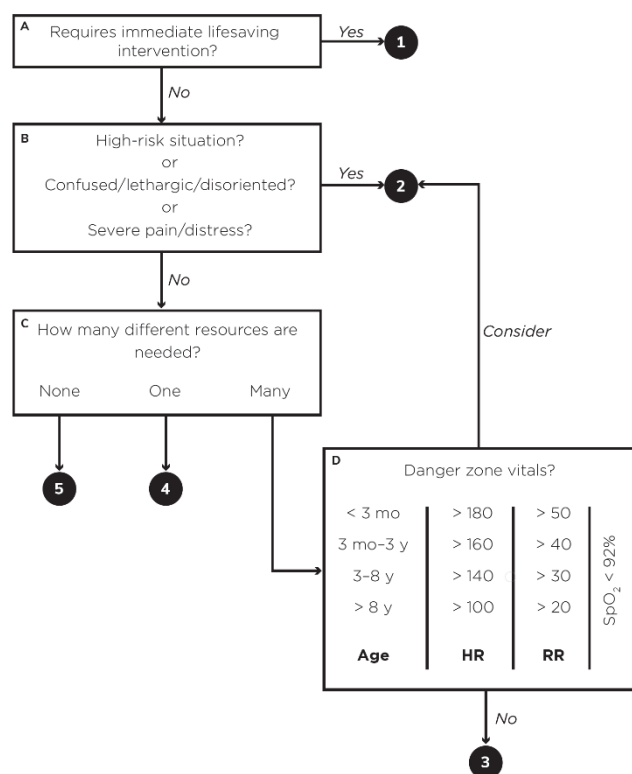 A
Requires immediate lifesaving
intervention?
Yes
1
No
B
High-risk situation?
or
Confused/lethargic/disoriented?
or
Severe pain/distress?
Yes
2
No
Consider
C
How many different resources are
needed?
None One Many
5
4
D
Danger zone vitals?
< 3 mo > 180 > 50
3 mo–3 y > 160 > 40
3–8 y > 140 > 30
> 8 y > 100 > 20
Age HR RR
SpO₂ < 92%
No
3